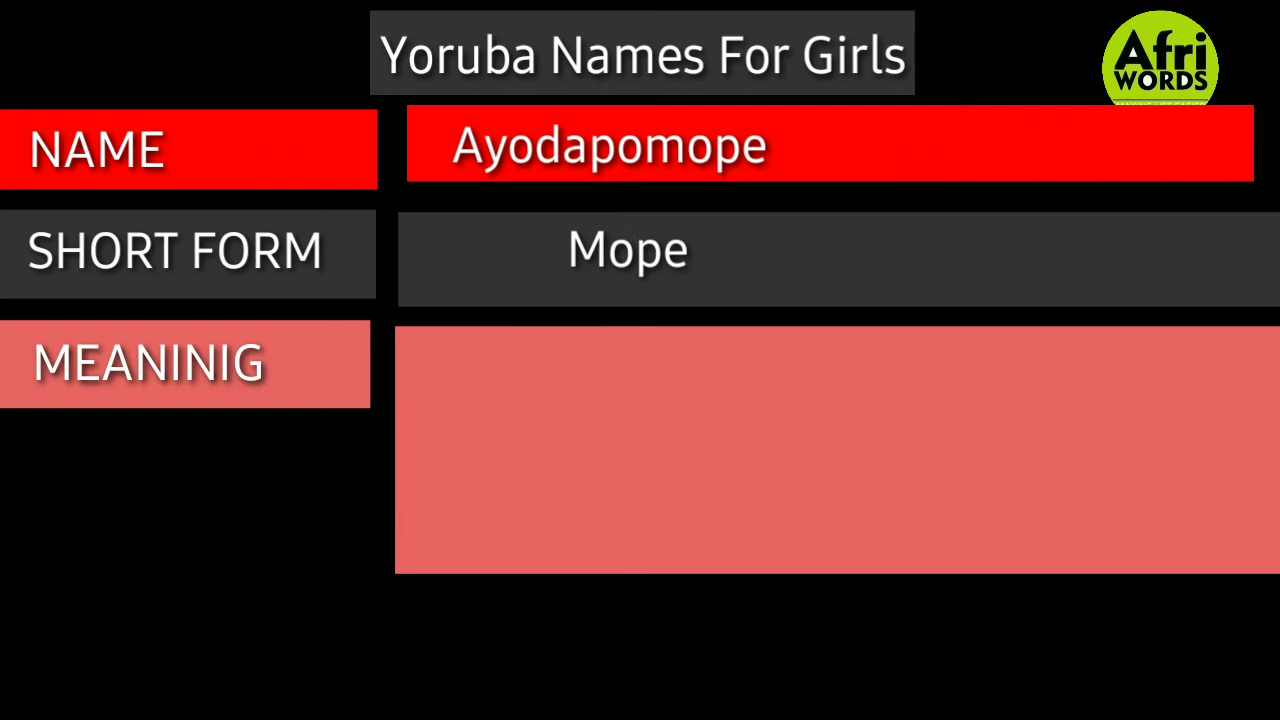 Yoruba Names For Girls
Afri
WORDS
NAME
Ayodapomope
SHORT FORM
Mope
MEANINIG